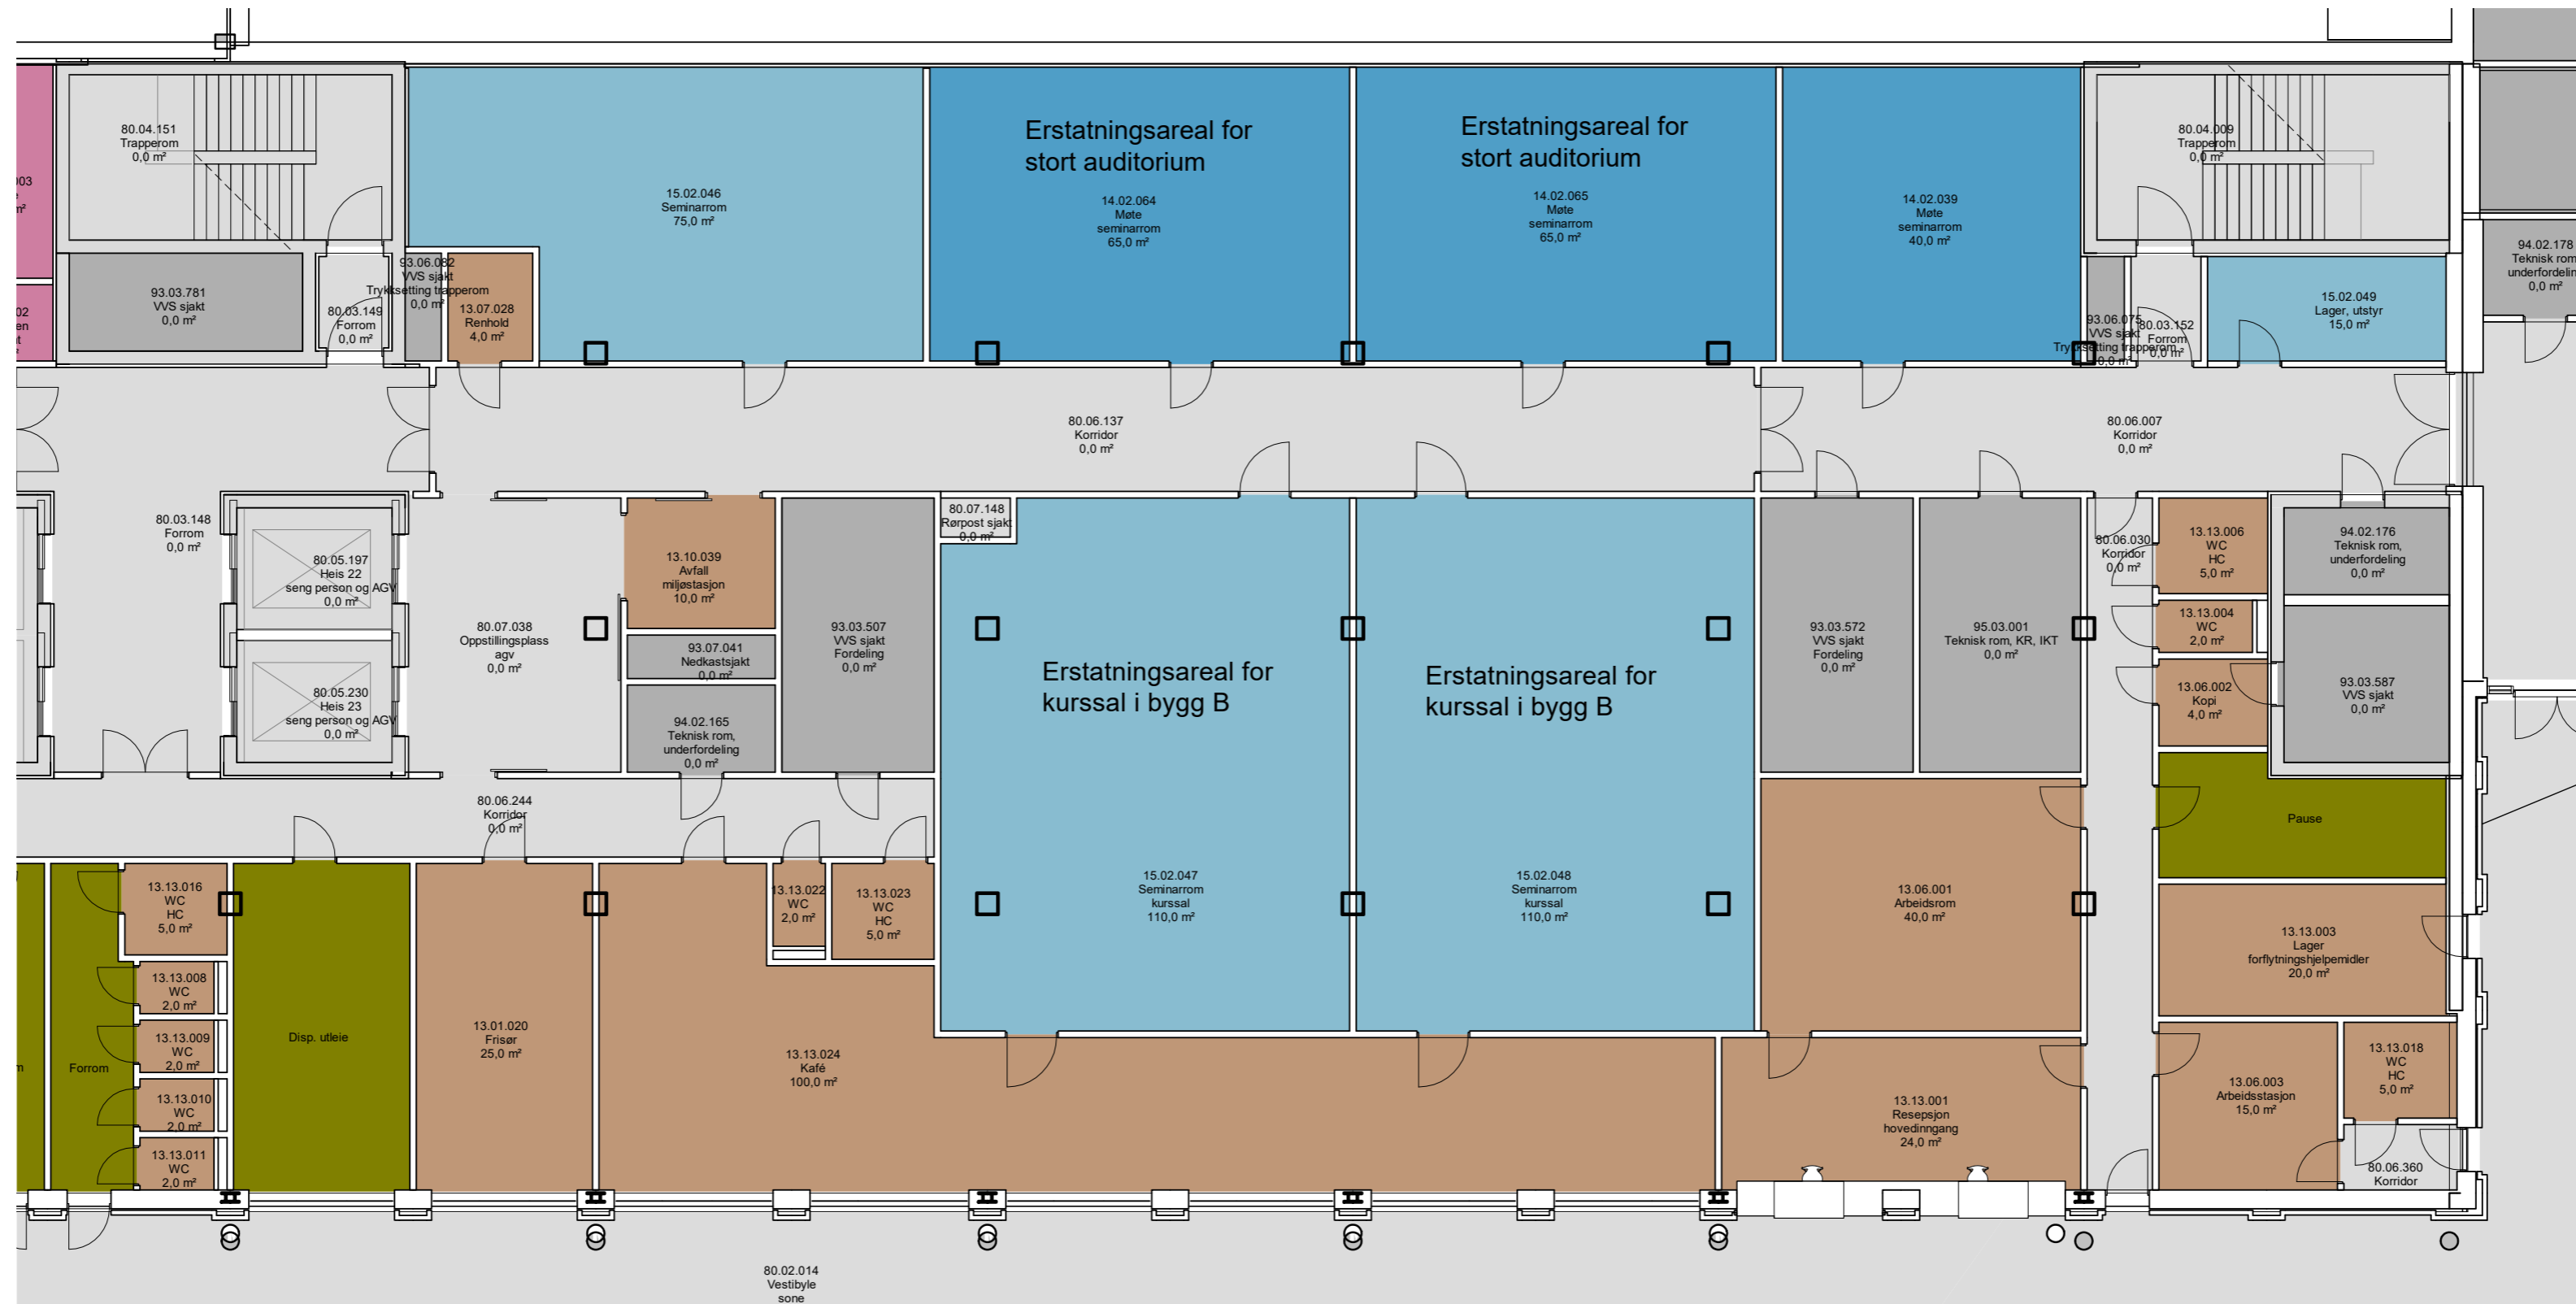 80.04.151
Trapperom
0,0 m²
15.02.046
Seminarrom
75,0 m²
Erstatningsareal for
stort auditorium
14.02.064
Møte
seminarrom
65,0 m²
Erstatningsareal for
stort auditorium
14.02.065
Møte
seminarrom
65,0 m²
14.02.039
Møte
seminarrom
40,0 m²
80.04.009
Trapperom
0,0 m²
003
m²
02
en
93.03.781
VVS sjakt
0,0 m²
80.03.149
Forrom
0,0 m²
93.06.082
VVS sjakt
Trykksetting trapperom
0,0 m²
13.07.028
Renhold
4,0 m²
93.06.075
VVS sjakt
Trykksetting trapperom
0,0 m²
80.03.152
Forrom
0,0 m²
15.02.049
Lager, utstyr
15,0 m²
94.02.178
Teknisk rom
underfordelin
0,0 m²
80.06.137
Korridor
0,0 m²
80.06.007
Korridor
0,0 m²
80.03.148
Forrom
0,0 m²
80.05.197
Heis 22
seng person og AGV
0,0 m²
80.05.230
Heis 23
seng person og AGV
0,0 m²
80.07.038
Oppstillingsplass
agv
0,0 m²
13.10.039
Avfall
miljøstasjon
10,0 m²
93.07.041
Nedkastsjakt
0,0 m²
94.02.165
Teknisk rom,
underfordeling
0,0 m²
93.03.507
VVS sjakt
Fordeling
0,0 m²
80.07.148
Rørpost sjakt
0,0 m²
Erstatningsareal for
kurssal i bygg B
15.02.047
Seminarrom
kurssal
110,0 m²
Erstatningsareal for
kurssal i bygg B
15.02.048
Seminarrom
kurssal
110,0 m²
93.03.572
VVS sjakt
Fordeling
0,0 m²
95.03.001
Teknisk rom, KR, IKT
0,0 m²
80.06.030
Korridor
0,0 m²
13.13.006
WC
HC
5,0 m²
13.13.004
WC
2,0 m²
13.06.002
Kopi
4,0 m²
94.02.176
Teknisk rom,
underfordeling
0,0 m²
93.03.587
VVS sjakt
0,0 m²
80.06.244
Korridor
0,0 m²
Pause
13.13.016
WC
HC
5,0 m²
13.13.008
WC
2,0 m²
13.13.009
WC
2,0 m²
13.13.010
WC
2,0 m²
13.13.011
WC
2,0 m²
m
Forrom
Disp. utleie
13.01.020
Frisør
25,0 m²
13.13.022
WC
2,0 m²
13.13.023
WC
HC
5,0 m²
13.13.024
Kafé
100,0 m²
13.06.001
Arbeidsrom
40,0 m²
13.13.003
Lager
forflytningshjelpemidler
20,0 m²
13.13.001
Resepsjon
hovedinngang
24,0 m²
13.06.003
Arbeidsstasjon
15,0 m²
13.13.018
WC
HC
5,0 m²
80.06.360
Korridor
80.02.014
Vestibyle
sone